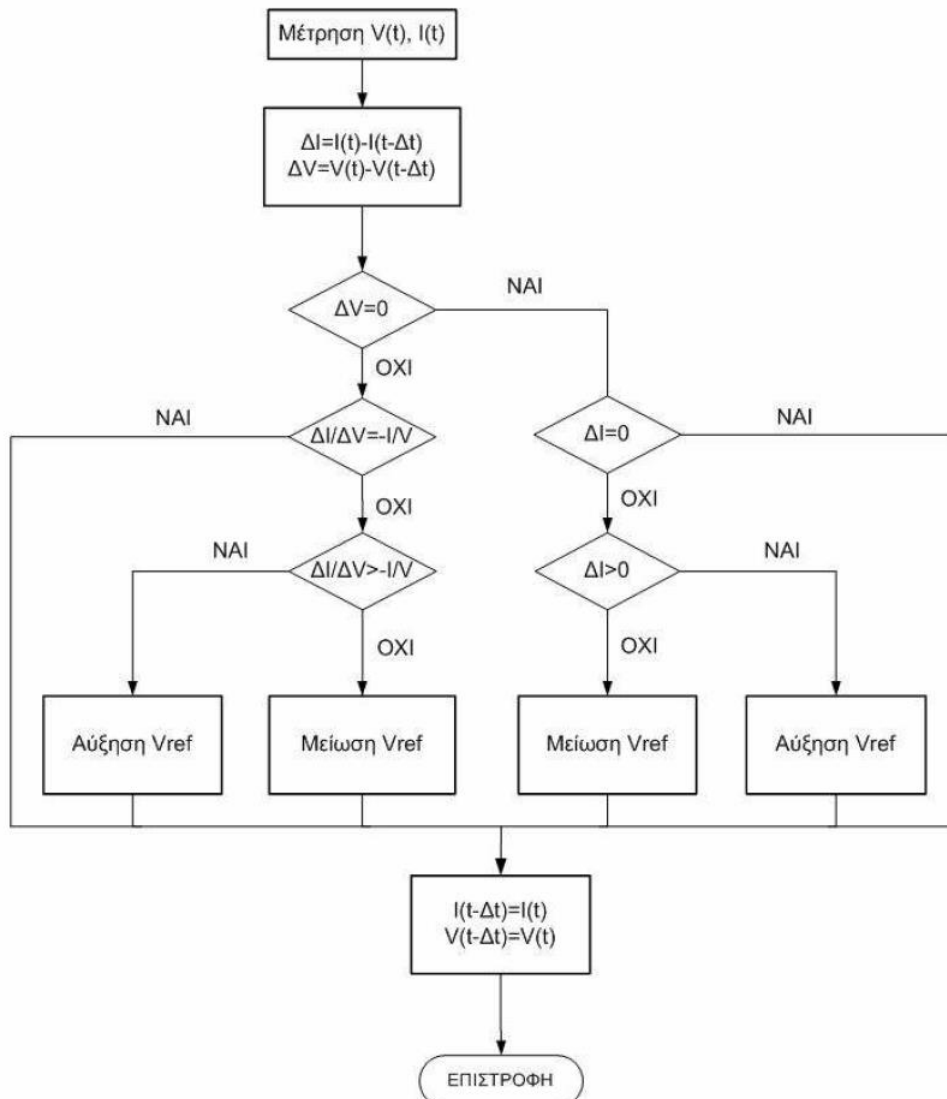 Μέτρηση V(t), I(t)
ΔI=I(t)-I(t-Δt)
ΔV=V(t)-V(t-Δt)
ΔV=0
ΝΑΙ
ΟΧΙ
ΝΑΙ
ΔI/ΔV=-I/V
ΔI=0
ΝΑΙ
ΟΧΙ
ΟΧΙ
ΝΑΙ
ΔI/ΔV>-I/V
ΔI>0
ΝΑΙ
ΟΧΙ
ΟΧΙ
Αύξηση Vref
Μείωση Vref
Μείωση Vref
Αύξηση Vref
I(t-Δt)=I(t)
V(t-Δt)=V(t)
ΕΠΙΣΤΡΟΦΗ